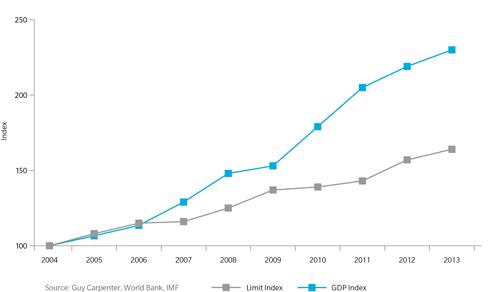 250
200
Index
150
100
2004 2005 2006 2007 2008 2009 2010 2011 2012 2013
Source: Guy Carpenter, World Bank, IMF Limit Index GDP Index